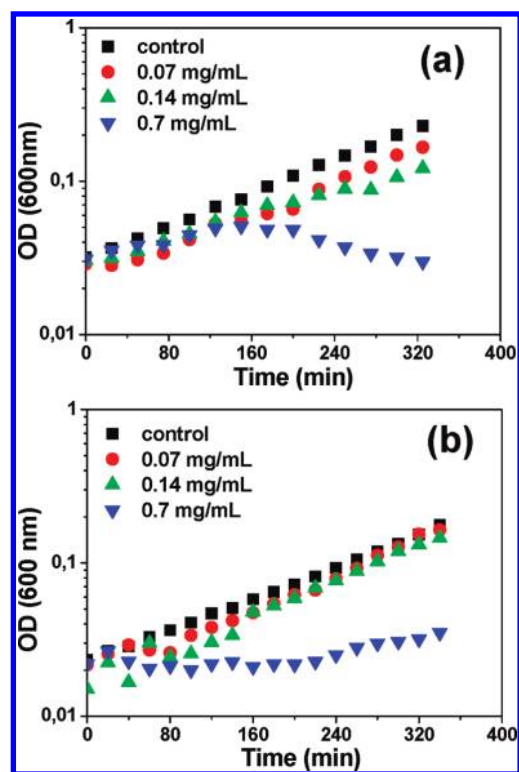 (a)
control
0.07 mg/mL
0.14 mg/mL
0.7 mg/mL
1
0,1
0,01
OD (600nm)
0 80 160 240 320 400
Time (min)
(b)
control
0.07 mg/mL
0.14 mg/mL
0.7 mg/mL
1
0,1
0,01
OD (600 nm)
0 80 160 240 320 400
Time (min)